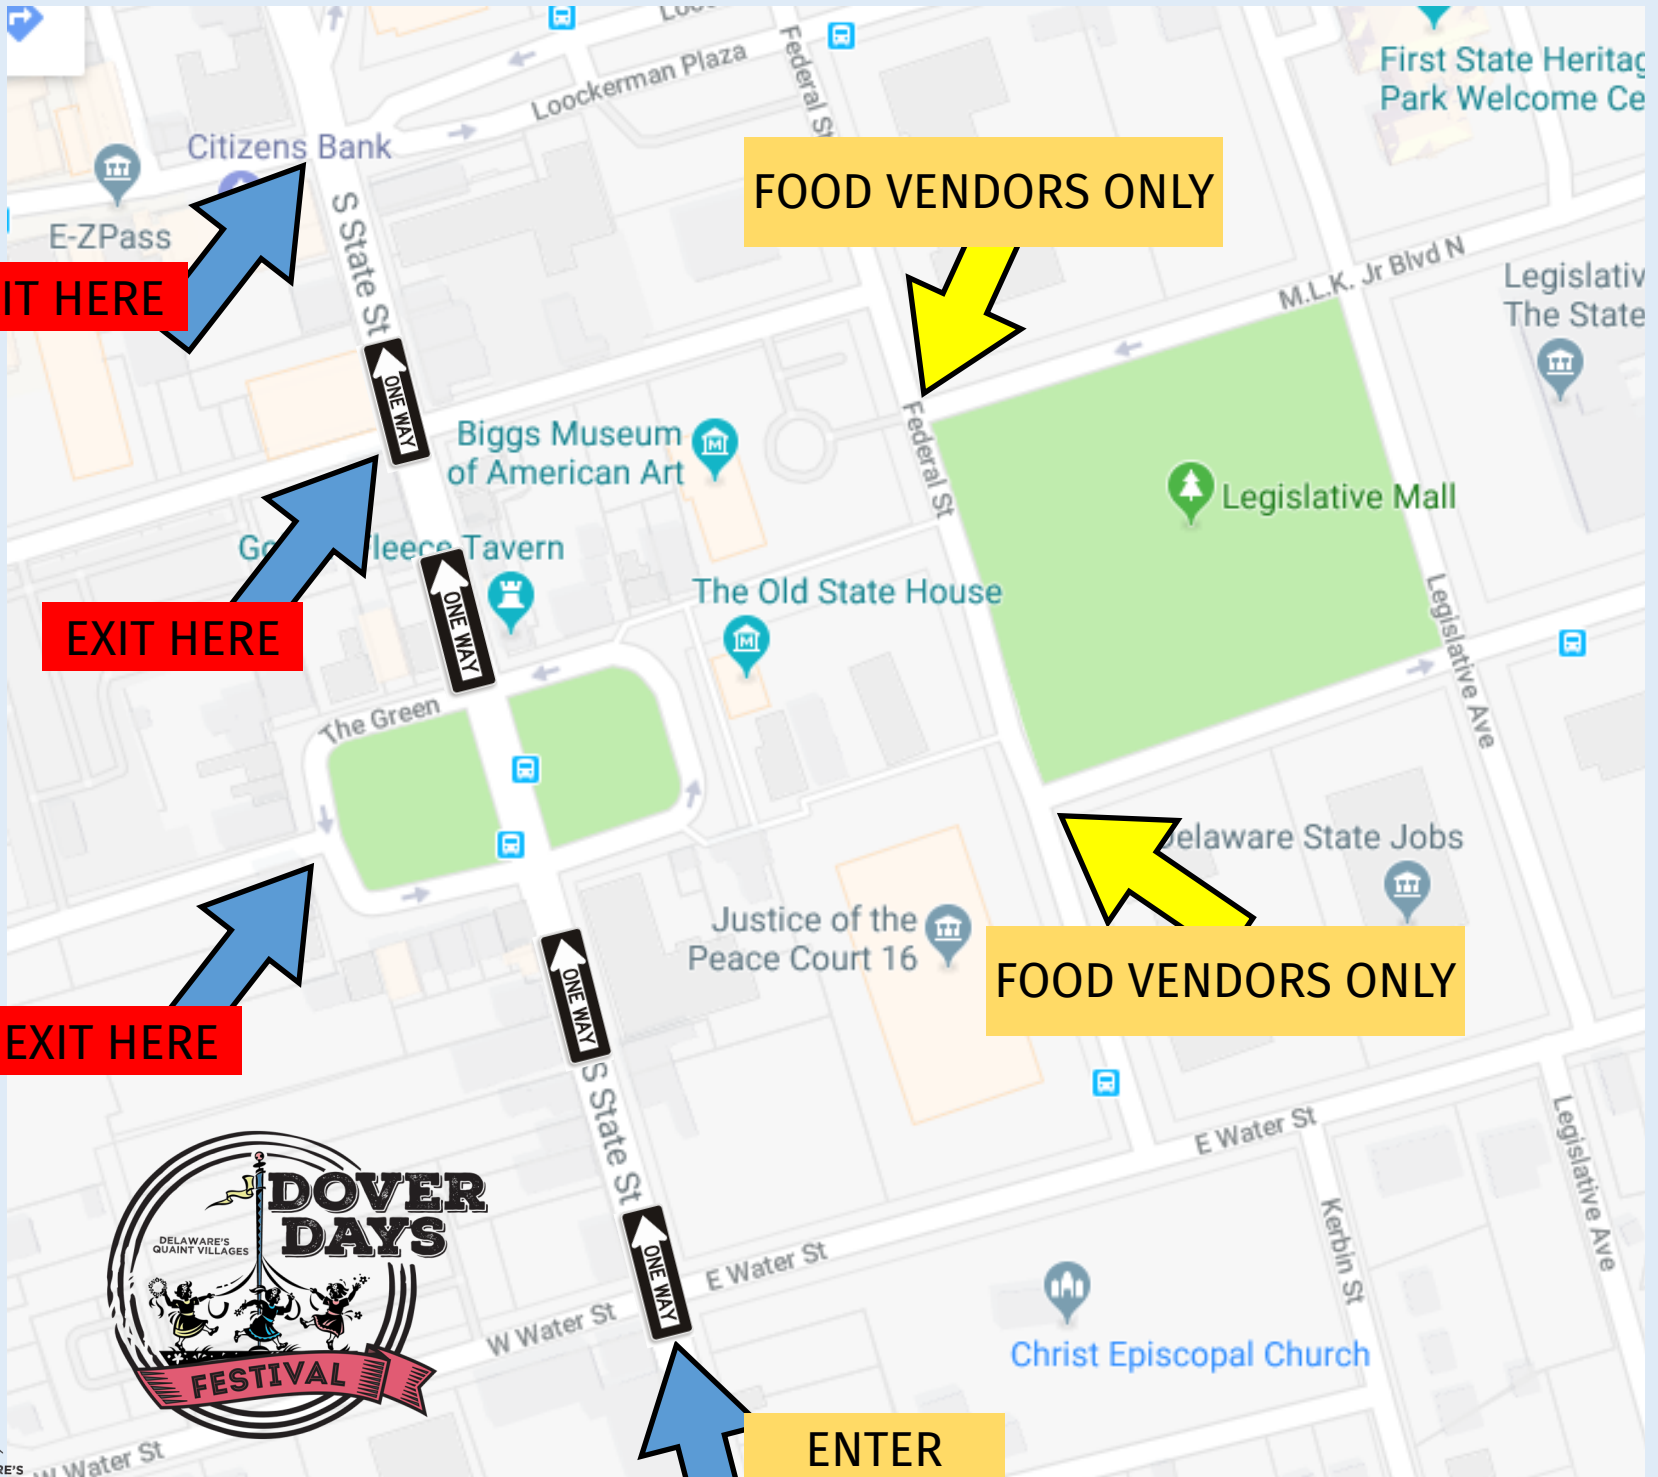 Federal St
Loockerman Plaza
First State Heritag
Park Welcome Ce
Citizens Bank
E-ZPass
S State St
FOOD VENDORS ONLY
M.L.K. Jr Blvd N
Legislativ
The State
IT HERE
ONE WAY
Federal St
Biggs Museum
of American Art
Legislative Mall
Go
leece Tavern
The Old State House
ONE WAY
EXIT HERE
Legislative Ave
The Green
Delaware State Jobs
Justice of the
Peace Court 16
FOOD VENDORS ONLY
ONE WAY
EXIT HERE
S State St
E Water St
Legislative Ave
Kerbin St
DOVER
DAYS
DELAWARE'S
QUAINT VILLAGES
FESTIVAL
ONE WAY
E Water St
W Water St
Christ Episcopal Church
ENTER
W Water St
RE'S